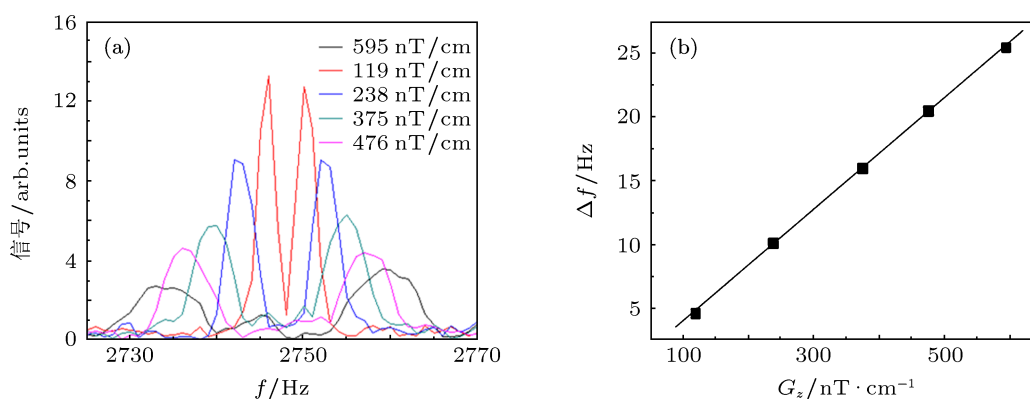 (a)
595 nT/cm
119 nT/cm
238 nT/cm
375 nT/cm
476 nT/cm
信号/arb.units
16
12
8
4
0
2730
2750
2770
f/Hz
(b)
Δf/Hz
25
20
15
10
5
100
300
500
G_z/nT·cm⁻¹